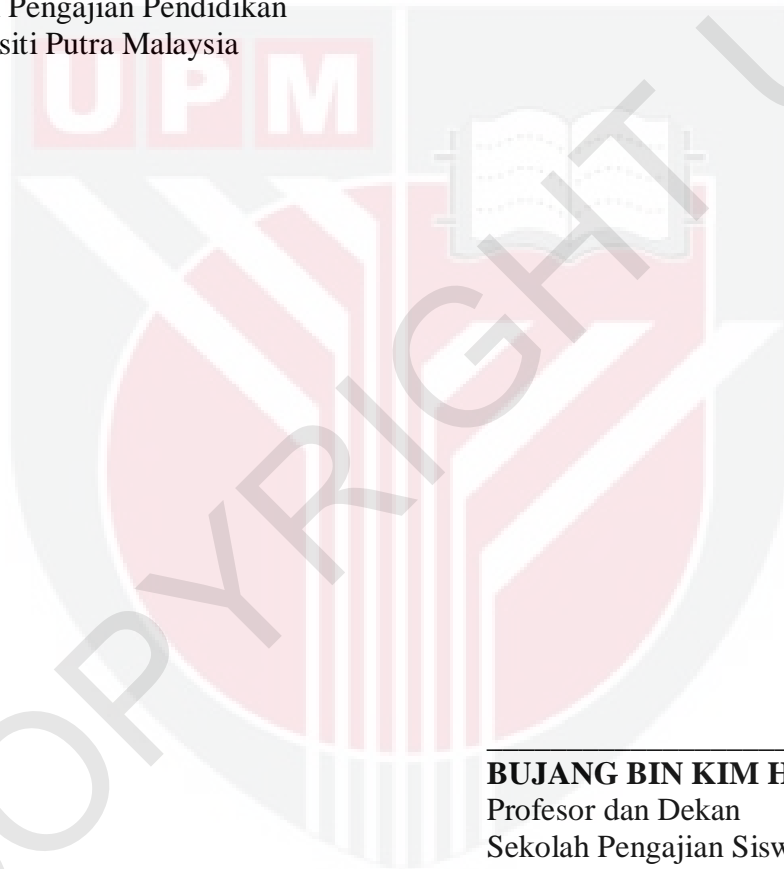 Pengajian Pendidikan
siti Putra Malaysia
UPM
COPYRIGHT U
BUJANG BIN KIM H
Profesor dan Dekan
Sekolah Pengajian Sisw